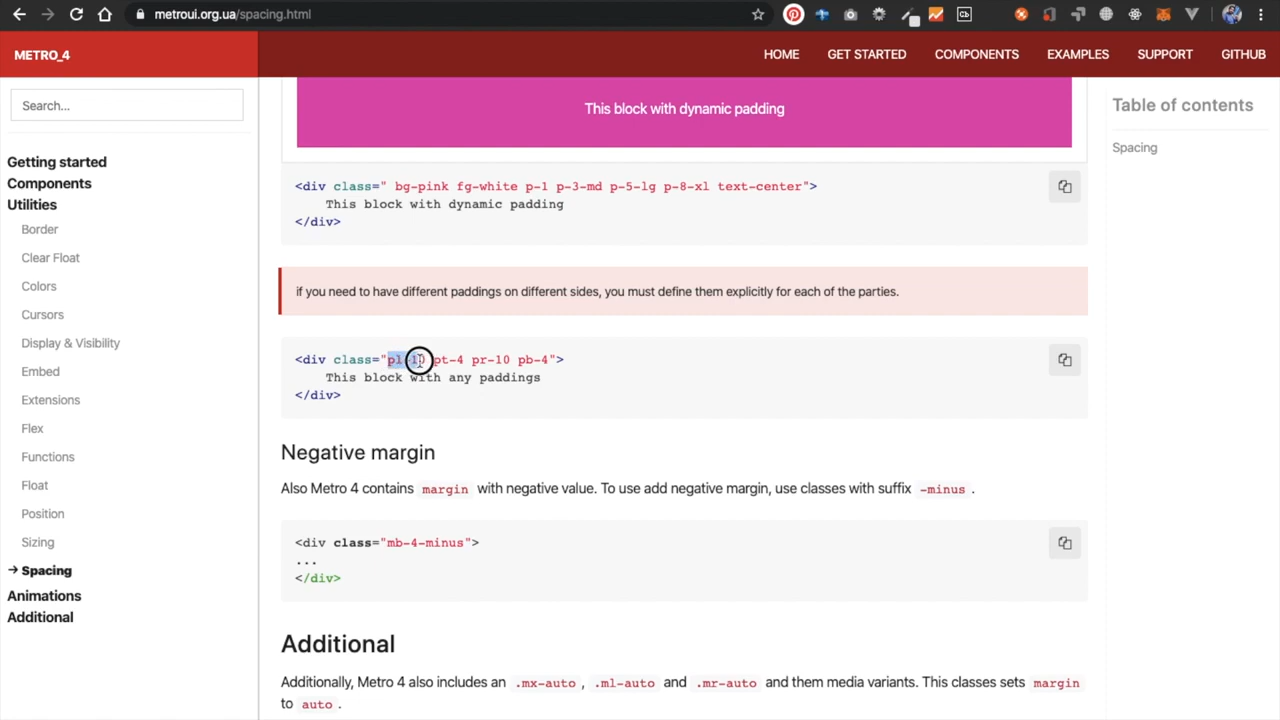 metroui.org.ua/spacing.html
METRO_4
HOME GET STARTED COMPONENTS EXAMPLES SUPPORT GITHUB
Search...
Getting started
Components
Utilities
Border
Clear Float
Colors
Cursors
Display & Visibility
Embed
Extensions
Flex
Functions
Float
Position
Sizing
→ Spacing
Animations
Additional
This block with dynamic padding
<div class=" bg-pink fg-white p-1 p-3-md p-5-lg p-8-xl text-center">
This block with dynamic padding
</div>
if you need to have different paddings on different sides, you must define them explicitly for each of the parties.
<div class="pl-10 pt-4 pr-10 pb-4">
This block with any paddings
</div>
Negative margin
Also Metro 4 contains margin with negative value. To use add negative margin, use classes with suffix -minus .
<div class="mb-4-minus">
...
</div>
Additional
Additionally, Metro 4 also includes an .mx-auto , .ml-auto and .mr-auto and them media variants. This classes sets margin
to auto .
Table of contents
Spacing